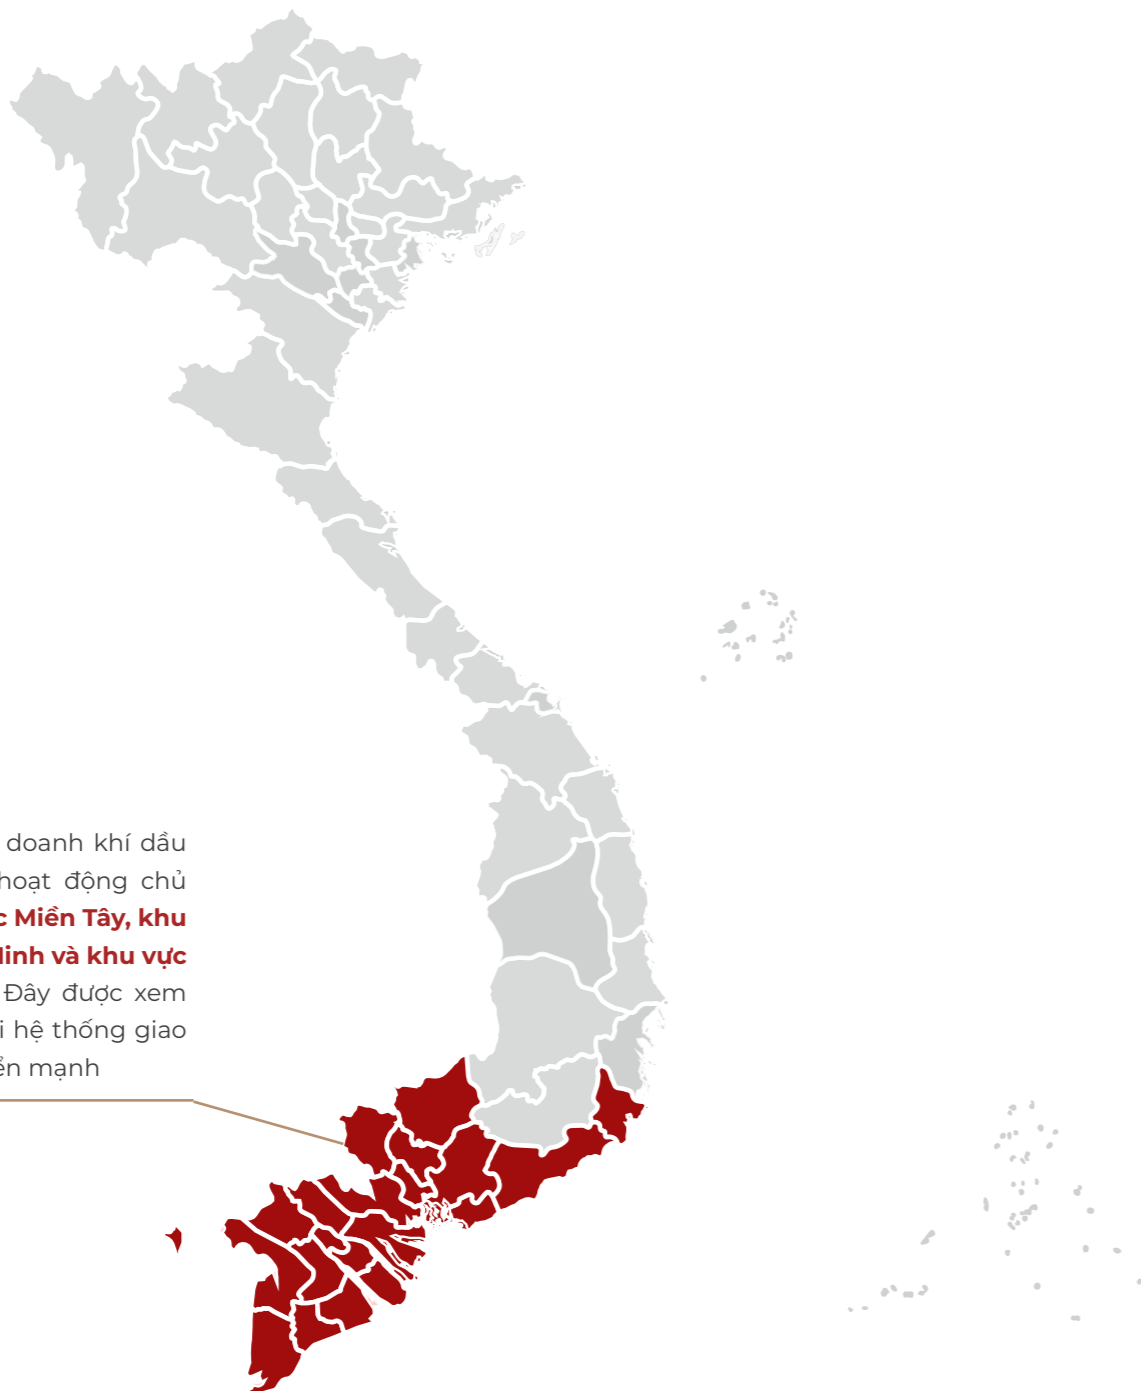 doanh khí dầu
hoạt động chủ
Miền Tây, khu
và khu vực
Đây được xem
hệ thống giao
mạnh